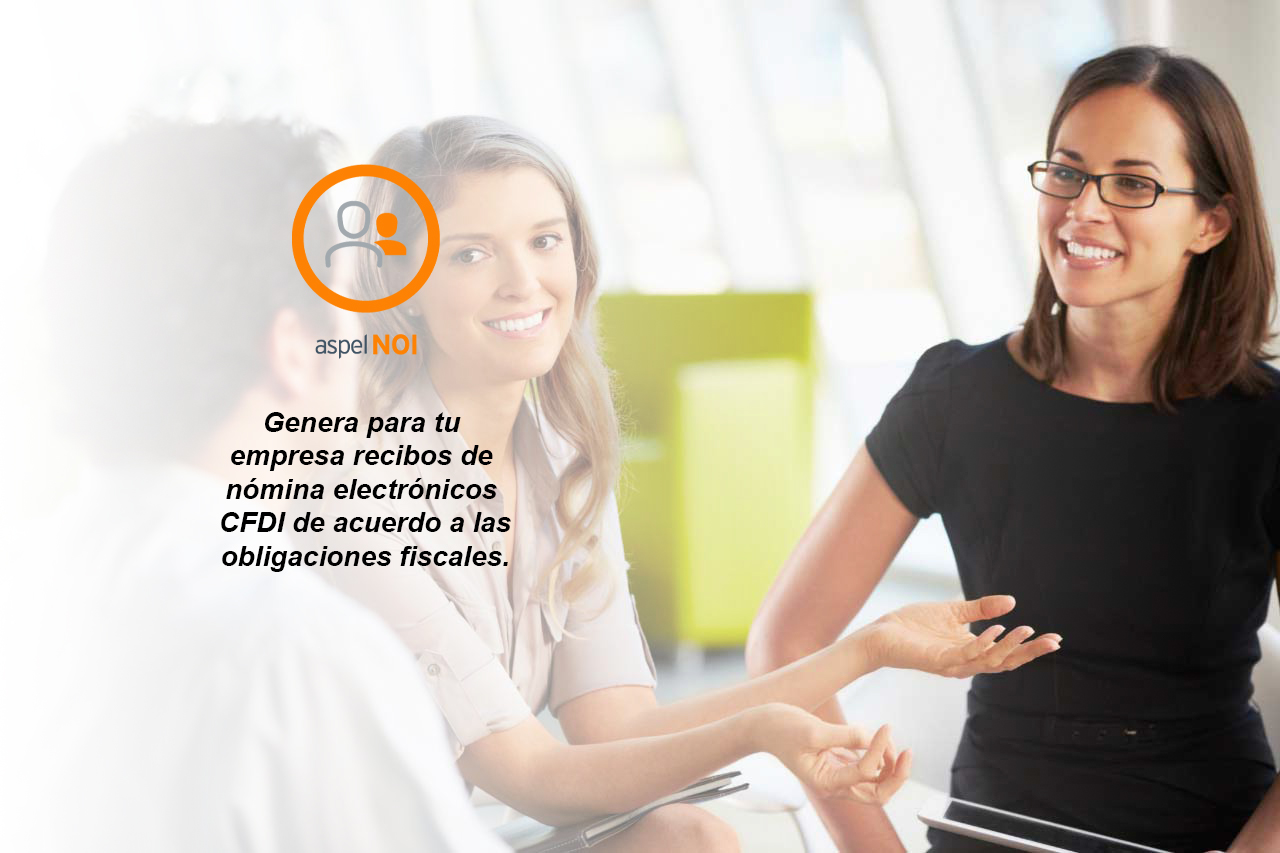 aspel NOI
Genera para tu
empresa recibos de
nómina electrónicos
CFDI de acuerdo a las
obligaciones fiscales.